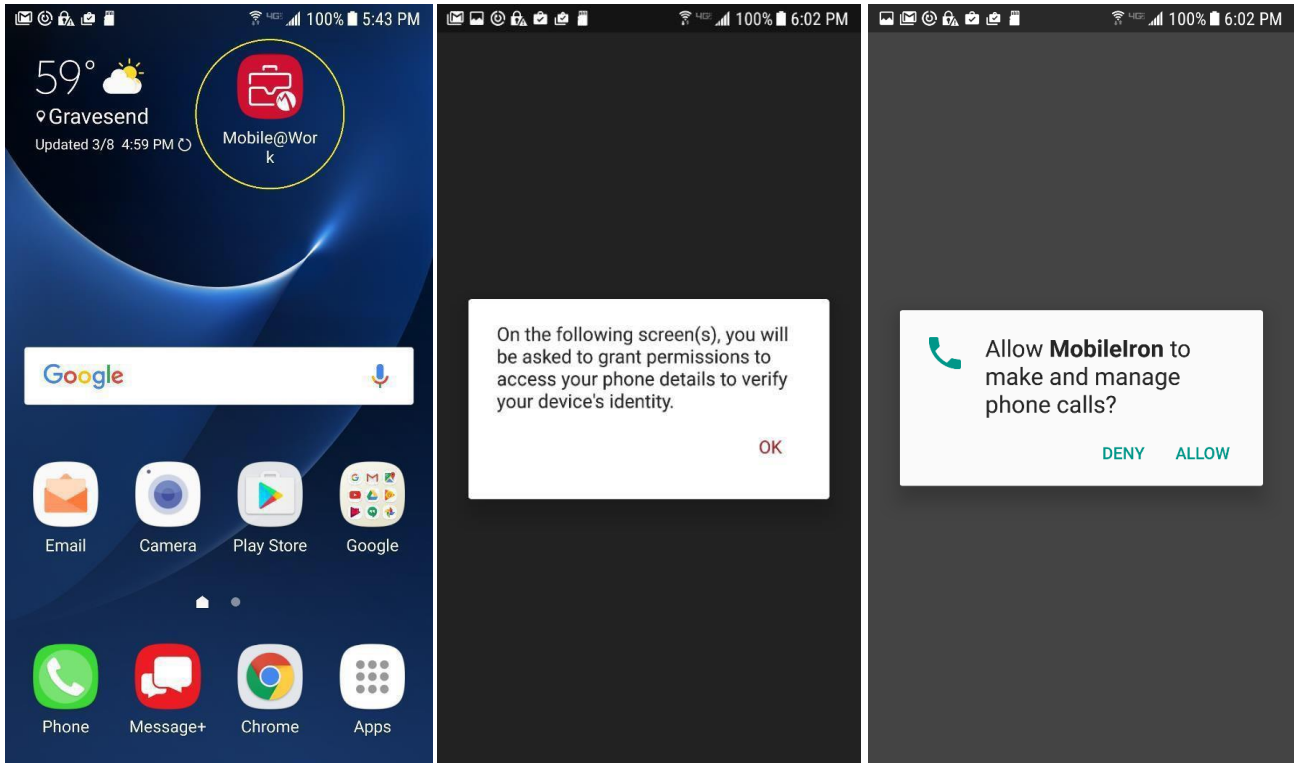 100% 5:43 PM
59°
Gravesend
Updated 3/8 4:59 PM
Mobile@Wor
k
Google
Email
Camera
Play Store
Google
Phone
Message+
Chrome
Apps
4G 100% 6:02 PM
On the following screen(s), you will
be asked to grant permissions to
access your phone details to verify
your device's identity.
OK
4G 100% 6:02 PM
Allow MobileIron to
make and manage
phone calls?
DENY ALLOW